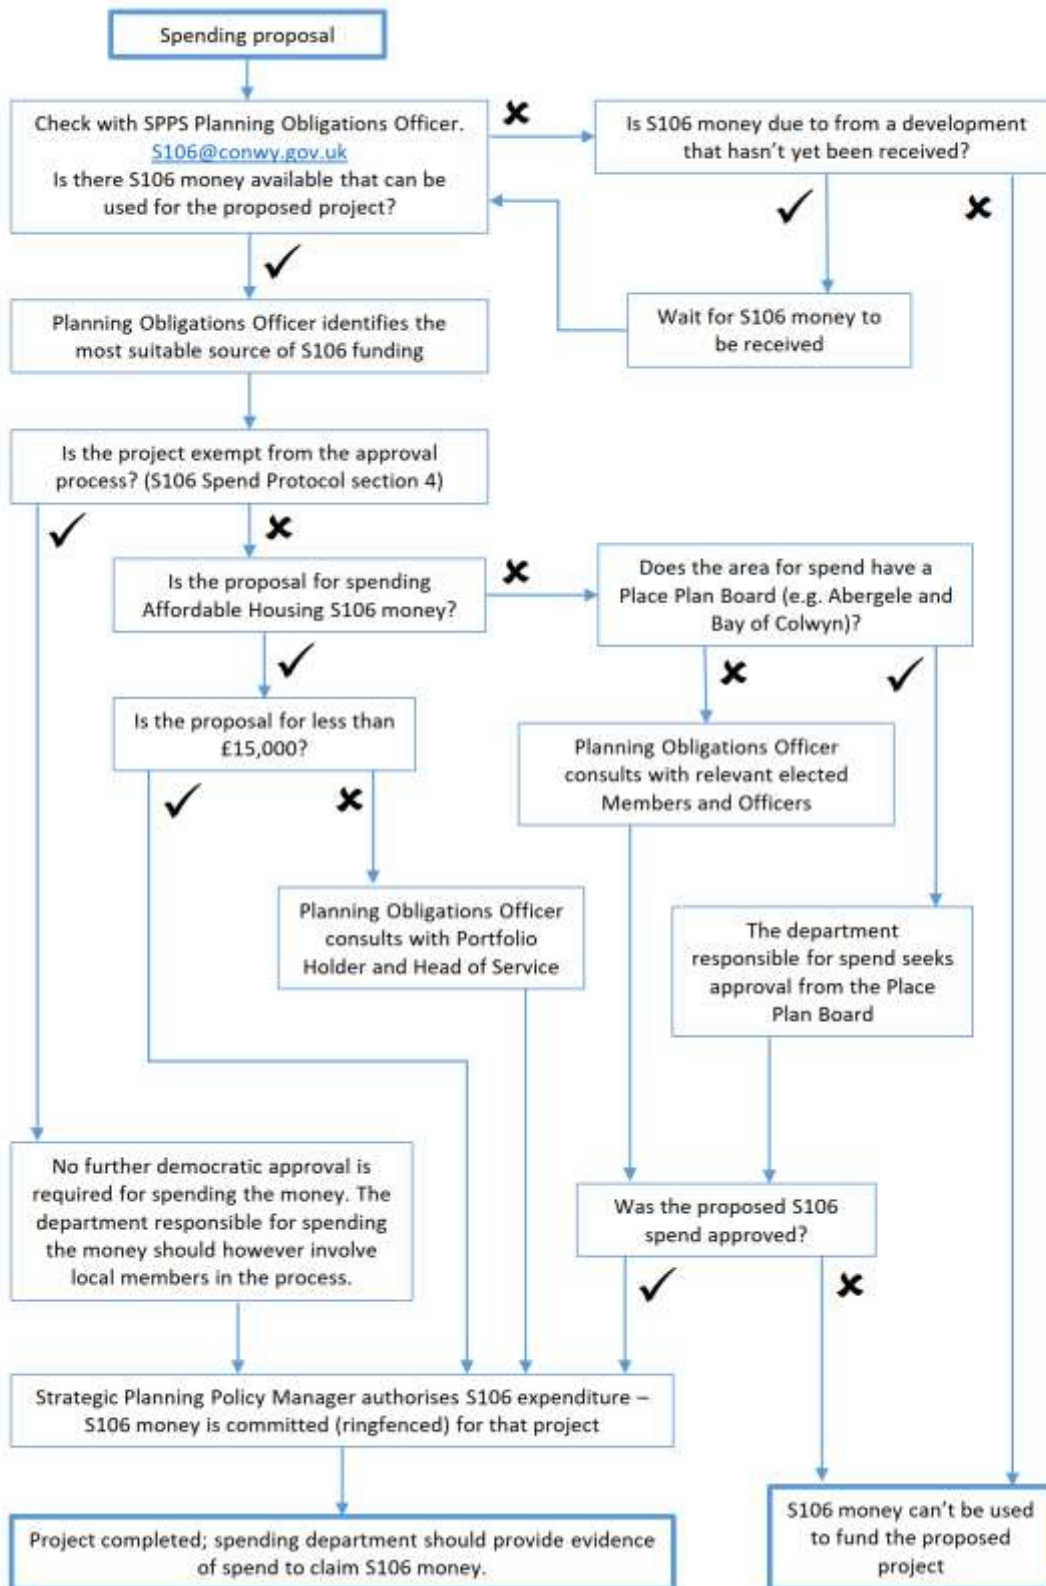 Spending proposal
Check with SPPS Planning Obligations Officer.
S106@conwy.gov.uk
Is there S106 money available that can be
used for the proposed project?
Is S106 money due to from a development
that hasn't yet been received?
Wait for S106 money to
be received
Planning Obligations Officer identifies the
most suitable source of S106 funding
Is the project exempt from the approval
process? (S106 Spend Protocol section 4)
Is the proposal for spending
Affordable Housing S106 money?
Does the area for spend have a
Place Plan Board (e.g. Abergele and
Bay of Colwyn)?
Is the proposal for less than
£15,000?
Planning Obligations Officer
consults with relevant elected
Members and Officers
Planning Obligations Officer
consults with Portfolio
Holder and Head of Service
The department
responsible for spend seeks
approval from the Place
Plan Board
No further democratic approval is
required for spending the money. The
department responsible for spending
the money should however involve
local members in the process.
Was the proposed S106
spend approved?
Strategic Planning Policy Manager authorises S106 expenditure –
S106 money is committed (ringfenced) for that project
Project completed; spending department should provide evidence
of spend to claim S106 money.
S106 money can't be used
to fund the proposed
project